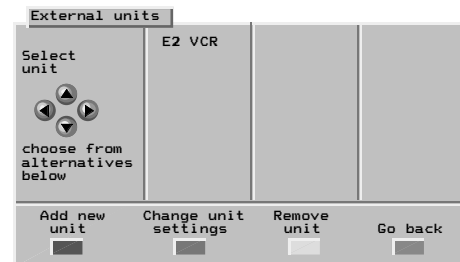 External units
Select
unit
E2 VCR
choose from
alternatives
below
Add new
unit
Change unit
settings
Remove
unit
Go back